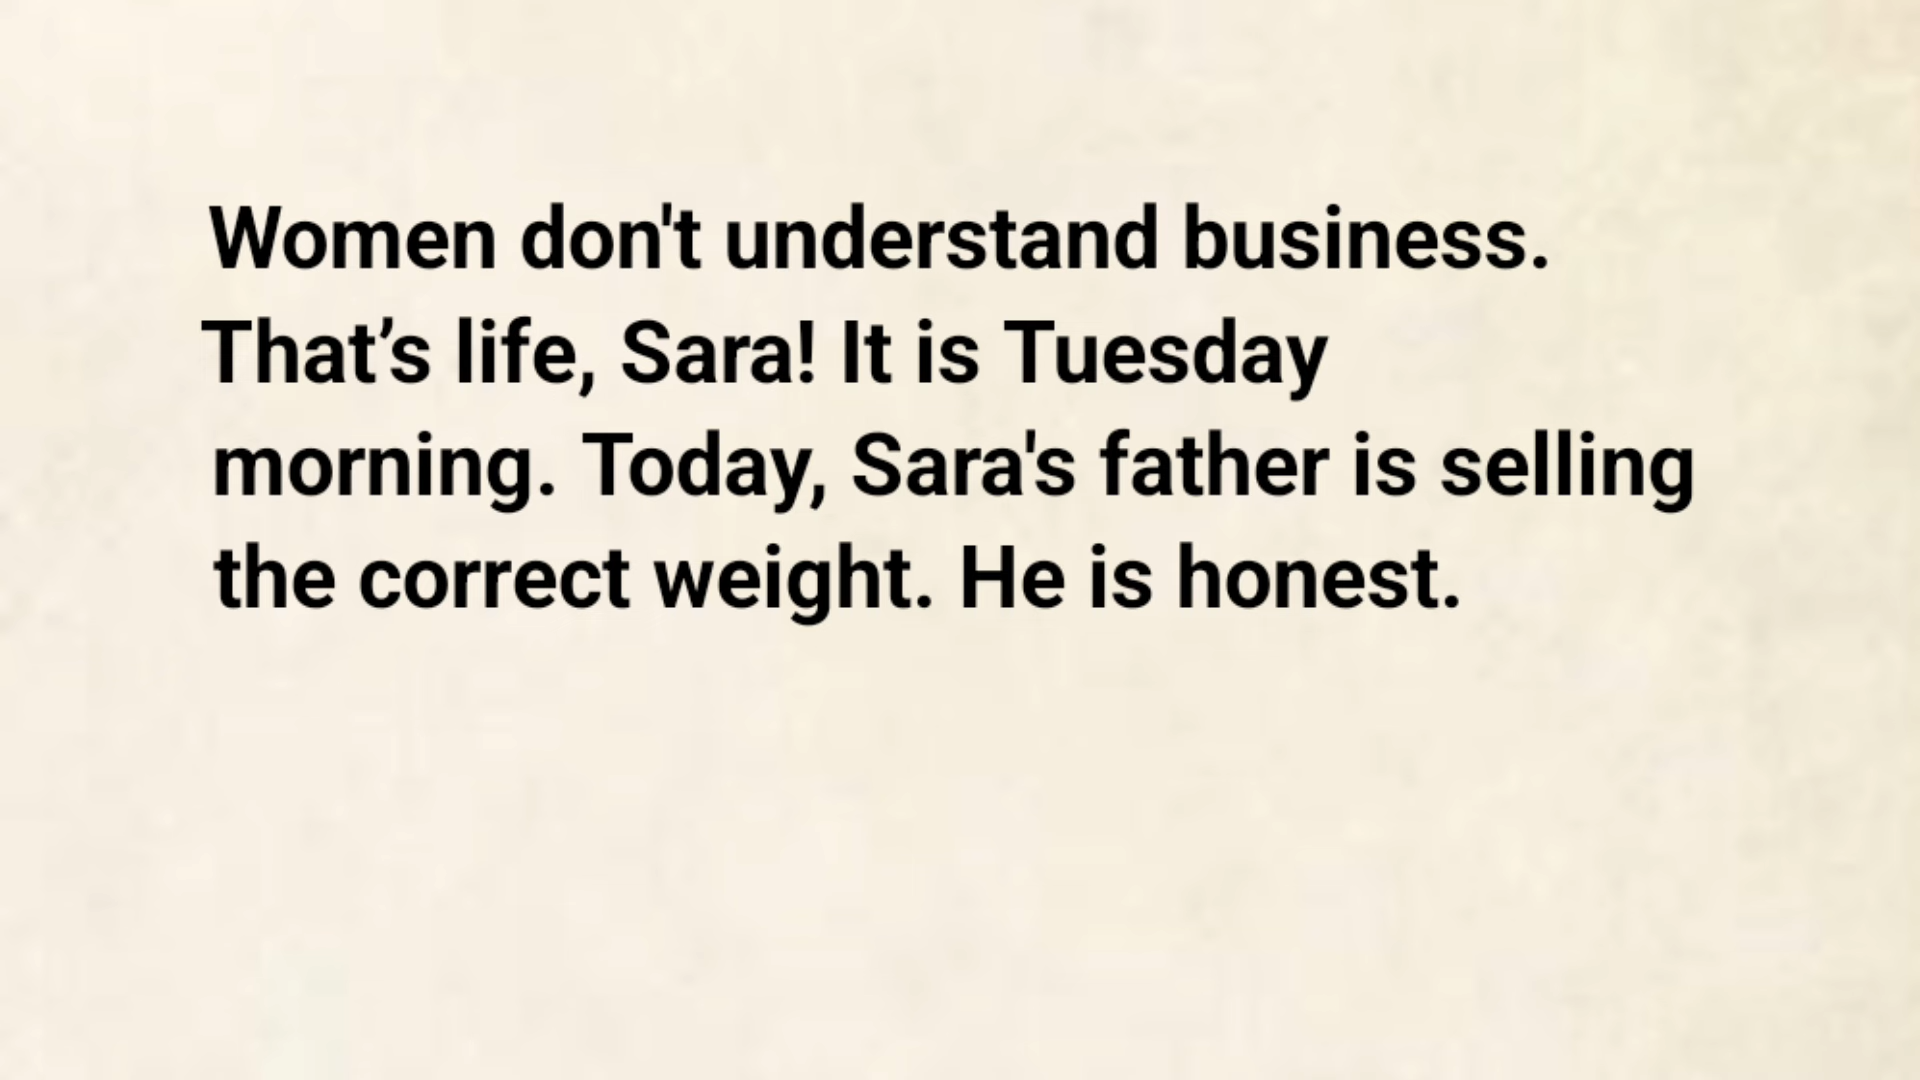 Women don't understand business.
That’s life, Sara! It is Tuesday
morning. Today, Sara's father is selling
the correct weight. He is honest.